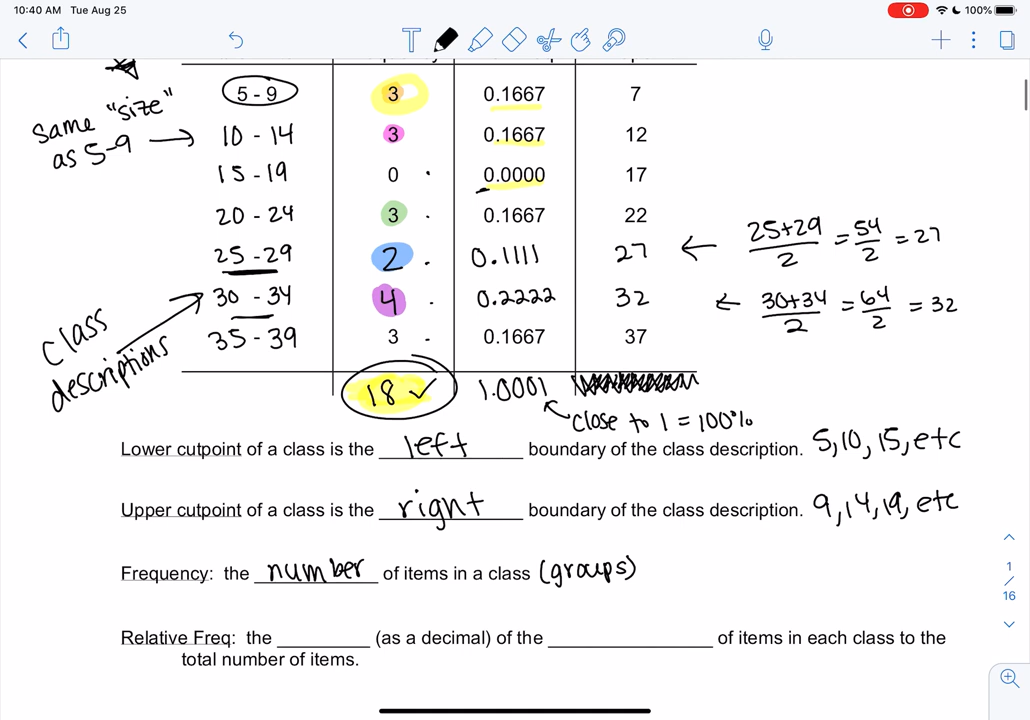 10:40 AM Tue Aug 25
100%
5 - 9 3 0.1667 7
same "size"
as 5-9
10 - 14 3 0.1667 12
15 - 19 0 0.0000 17
20 - 24 3 0.1667 22
25 - 29 2 0.1111 27
25+29/2 = 54/2 = 27
30 - 34 4 0.2222 32
30+34/2 = 64/2 = 32
class
descriptions
35 - 39 3 0.1667 37
18 1.0001
close to 1 = 100%
Lower cutpoint of a class is the left boundary of the class description. 5, 10, 15, etc
Upper cutpoint of a class is the right boundary of the class description. 9, 14, 19, etc
Frequency: the number of items in a class (groups)
1
/
16
Relative Freq: the __________ (as a decimal) of the __________________ of items in each class to the
total number of items.